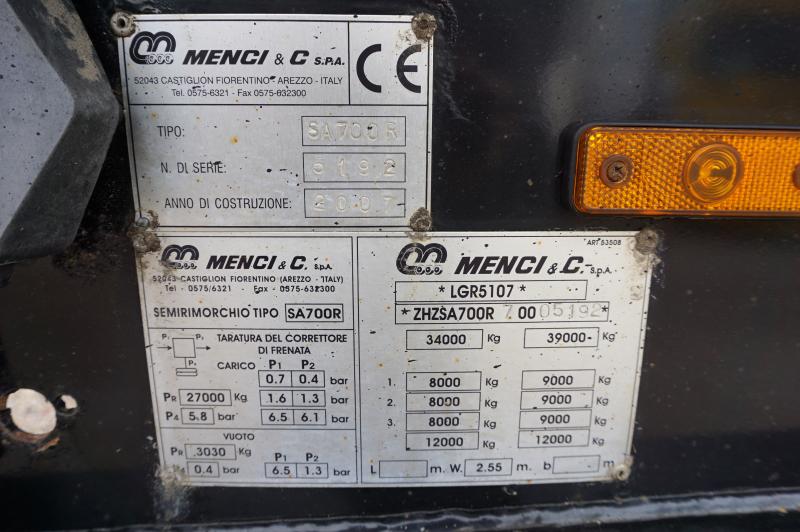 MENCI & C S.P.A.
52043 CASTIGLION FIORENTINO - AREZZO - ITALY
Tel. 0575-6321 - Fax 0575-632300
CE
TIPO: SA700R
N. DI SERIE: 5192
ANNO DI COSTRUZIONE: 2007
MENCI & C. S.p.A.
52043 CASTIGLION FIORENTINO (AREZZO - ITALY)
Tel - 0575/6321 - Fax - 0575-632300
SEMIRIMORCHIO TIPO SA700R
P₁ P₂
P₄
TARATURA DEL CORRETTORE
DI FRENATA
CARICO P₁ P₂
0.7 0.4 bar
PR 27000 Kg 1.6 1.3 bar
P₄ 5.8 bar 6.5 6.1 bar
VUOTO
PR 3030 Kg P₁ P₂
0.4 bar 6.5 1.3 bar
ART 53508
MENCI & C. S.p.A.
* LGR5107 *
* ZHZSA700R 7 00 05192 *
34000 Kg 39000 Kg
1. 8000 Kg 9000 Kg
2. 8000 Kg 9000 Kg
3. 8000 Kg 9000 Kg
12000 Kg 12000 Kg
L m. W. 2.55 m. b m